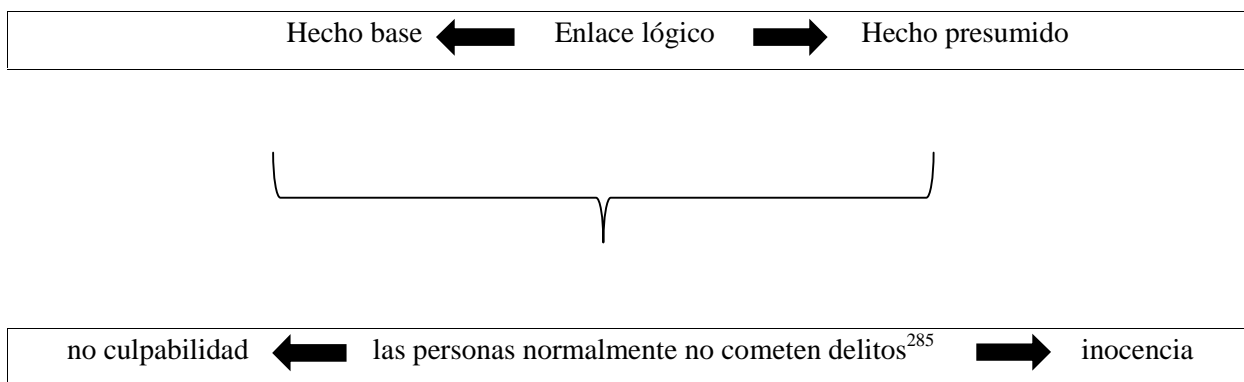 Hecho base Enlace lógico Hecho presumido
no culpabilidad las personas normalmente no cometen delitos285 inocencia